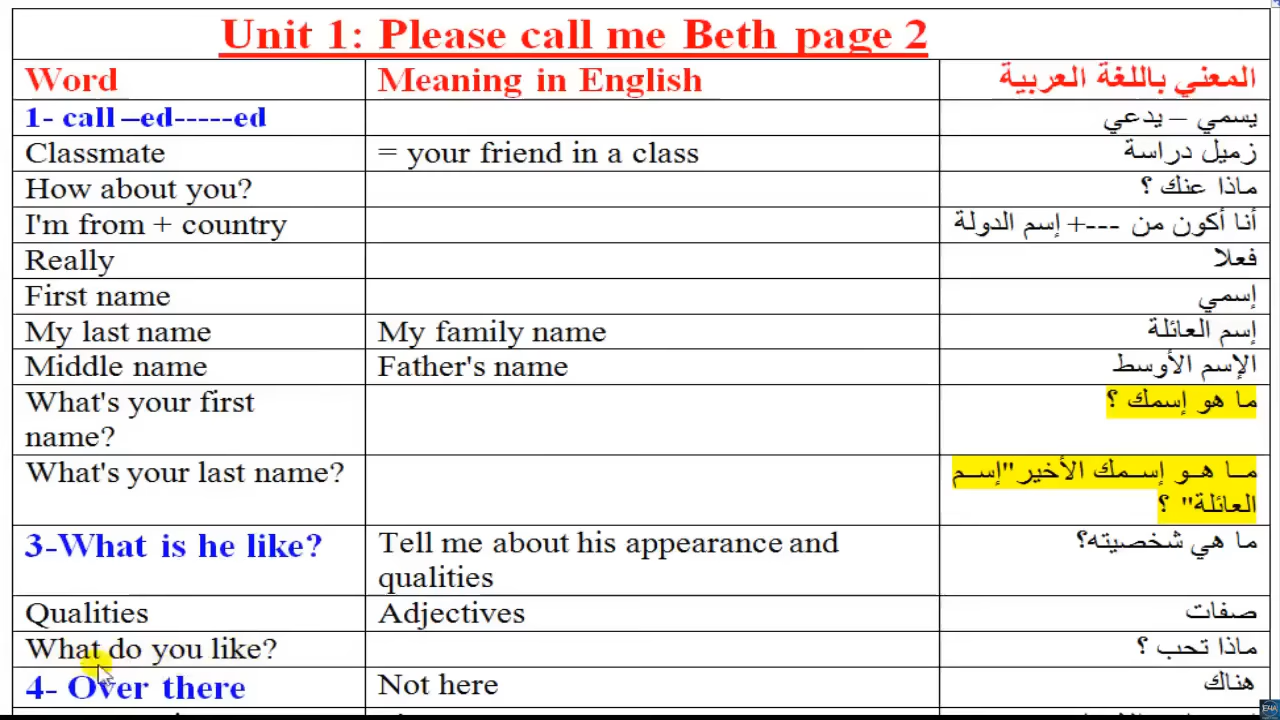 Unit 1: Please call me Beth page 2
Word Meaning in English المعني باللغة العربية
1- call –ed-----ed يسمي – يدعي
Classmate = your friend in a class زميل دراسة
How about you? ماذا عنك ؟
I'm from + country أنا أكون من ---+ إسم الدولة
Really فعلا
First name إسمي
My last name My family name إسم العائلة
Middle name Father's name الإسم الأوسط
What's your first ما هو إسمك ؟
name?
What's your last name? ما هو إسمك الأخير "إسم
العائلة" ؟
3-What is he like? Tell me about his appearance and ما هي شخصيته؟
qualities
Qualities Adjectives صفات
What do you like? ماذا تحب ؟
4- Over there Not here هناك